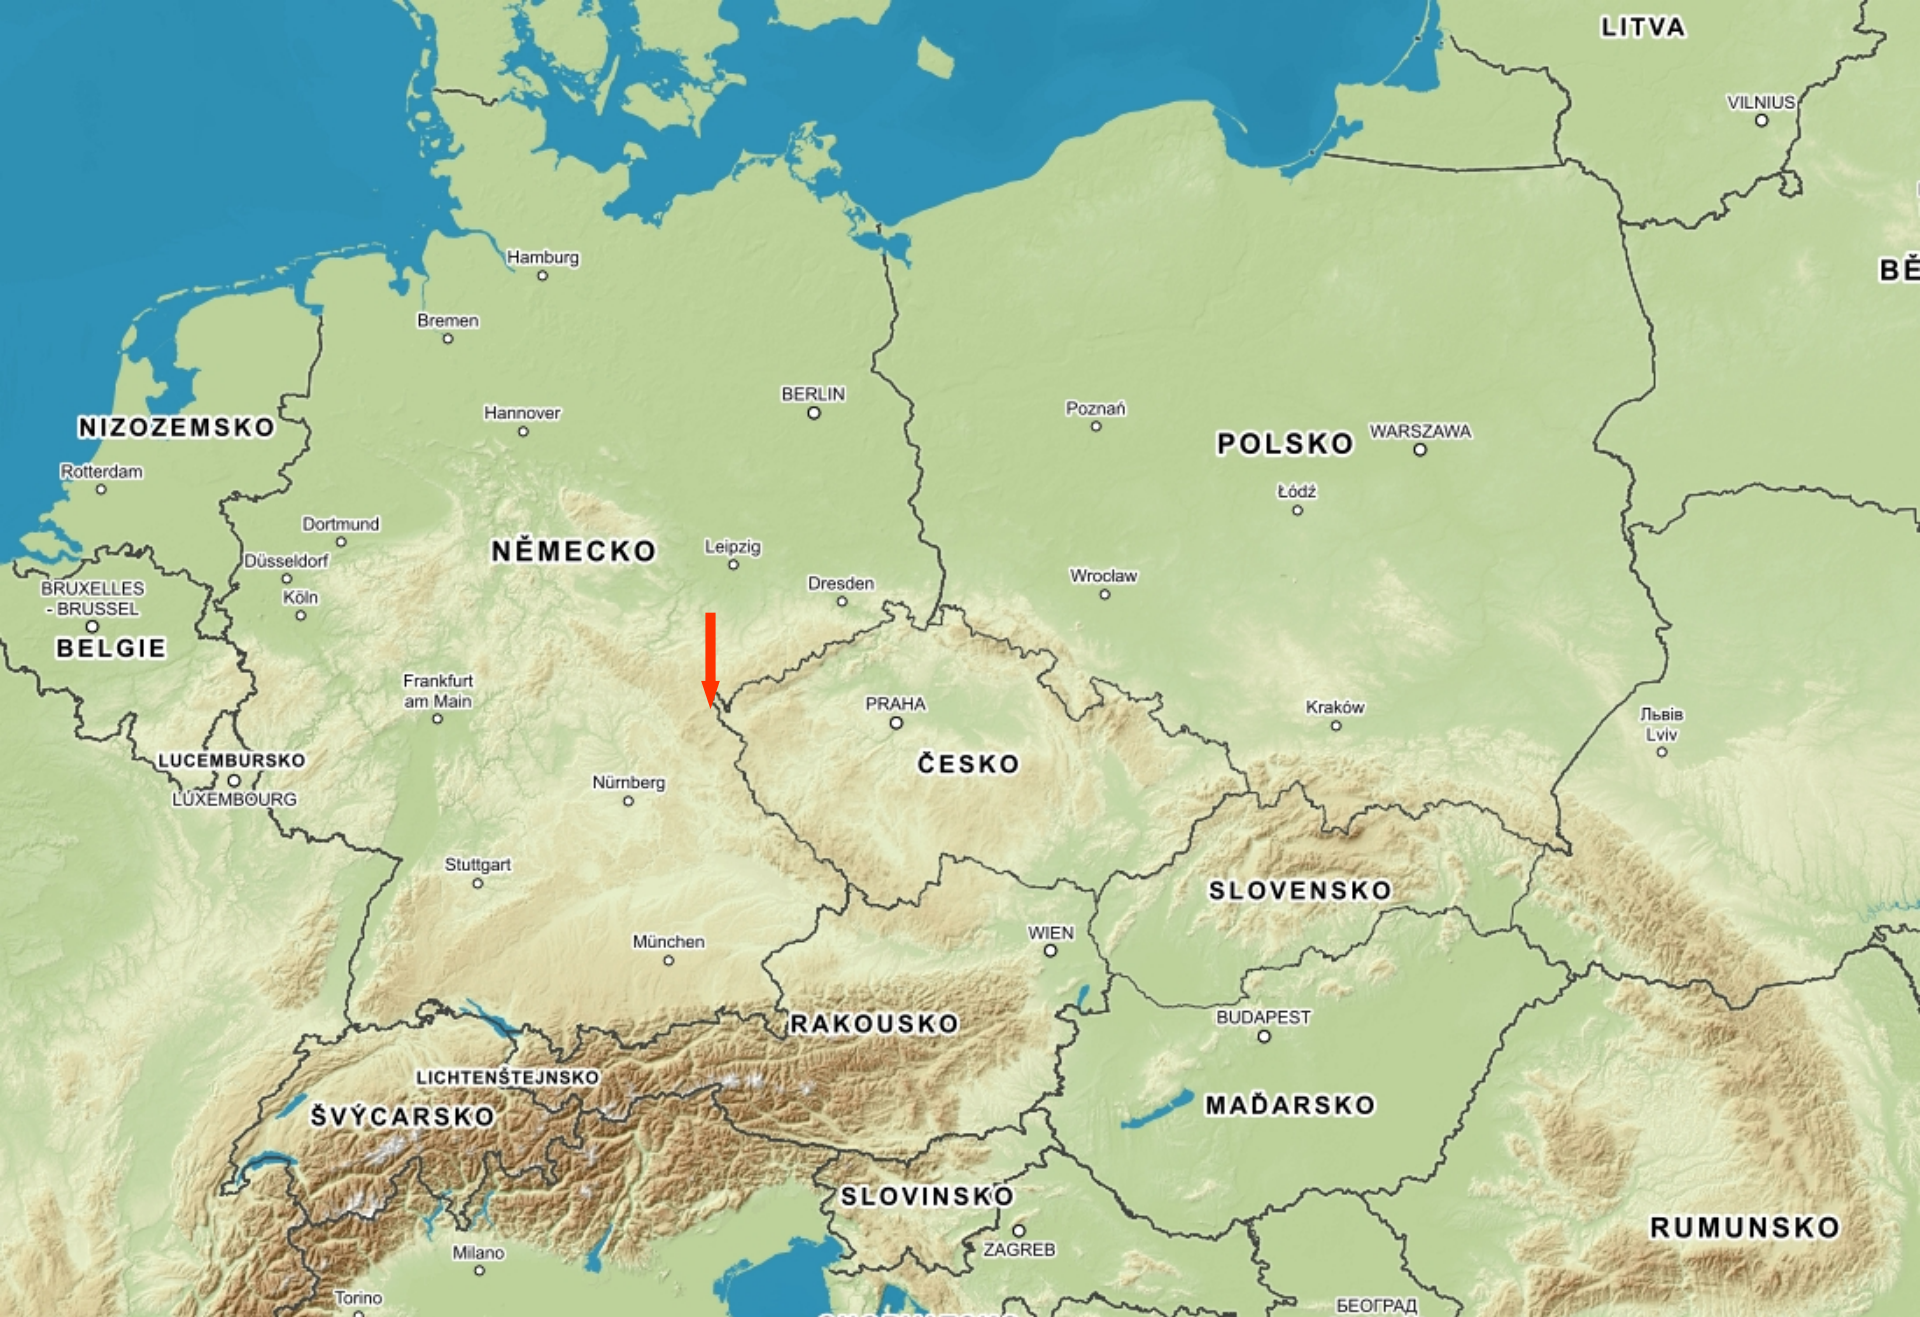 LITVA
VILNIUS
BĚ
Hamburg
Bremen
BERLIN
Hannover
Poznań
NIZOZEMSKO
POLSKO
WARSZAWA
Rotterdam
Łódź
Dortmund
NĚMECKO
Leipzig
Düsseldorf
Dresden
Wrocław
BRUXELLES
- BRUSSEL
Köln
BELGIE
Frankfurt
am Main
PRAHA
Kraków
Львів
Lviv
LUCEMBURSKO
ČESKO
LUXEMBOURG
Nürnberg
Stuttgart
SLOVENSKO
WIEN
München
BUDAPEST
RAKOUSKO
LICHTENŠTEJNSKO
ŠVÝCARSKO
MAĎARSKO
SLOVINSKO
RUMUNSKO
ZAGREB
Milano
Torino
БЕОГРАД